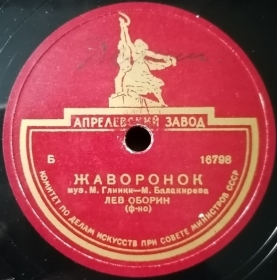 АПРЕЛЕВСКИЙ ЗАВОД
Б 16798
ЖАВОРОНОК
муз. М. Глинки—М. Балакирева
ЛЕВ ОБОРИН
(ф-но)
КОМИТЕТ ПО ДЕЛАМ ИСКУССТВ ПРИ СОВЕТЕ МИНИСТРОВ СССР